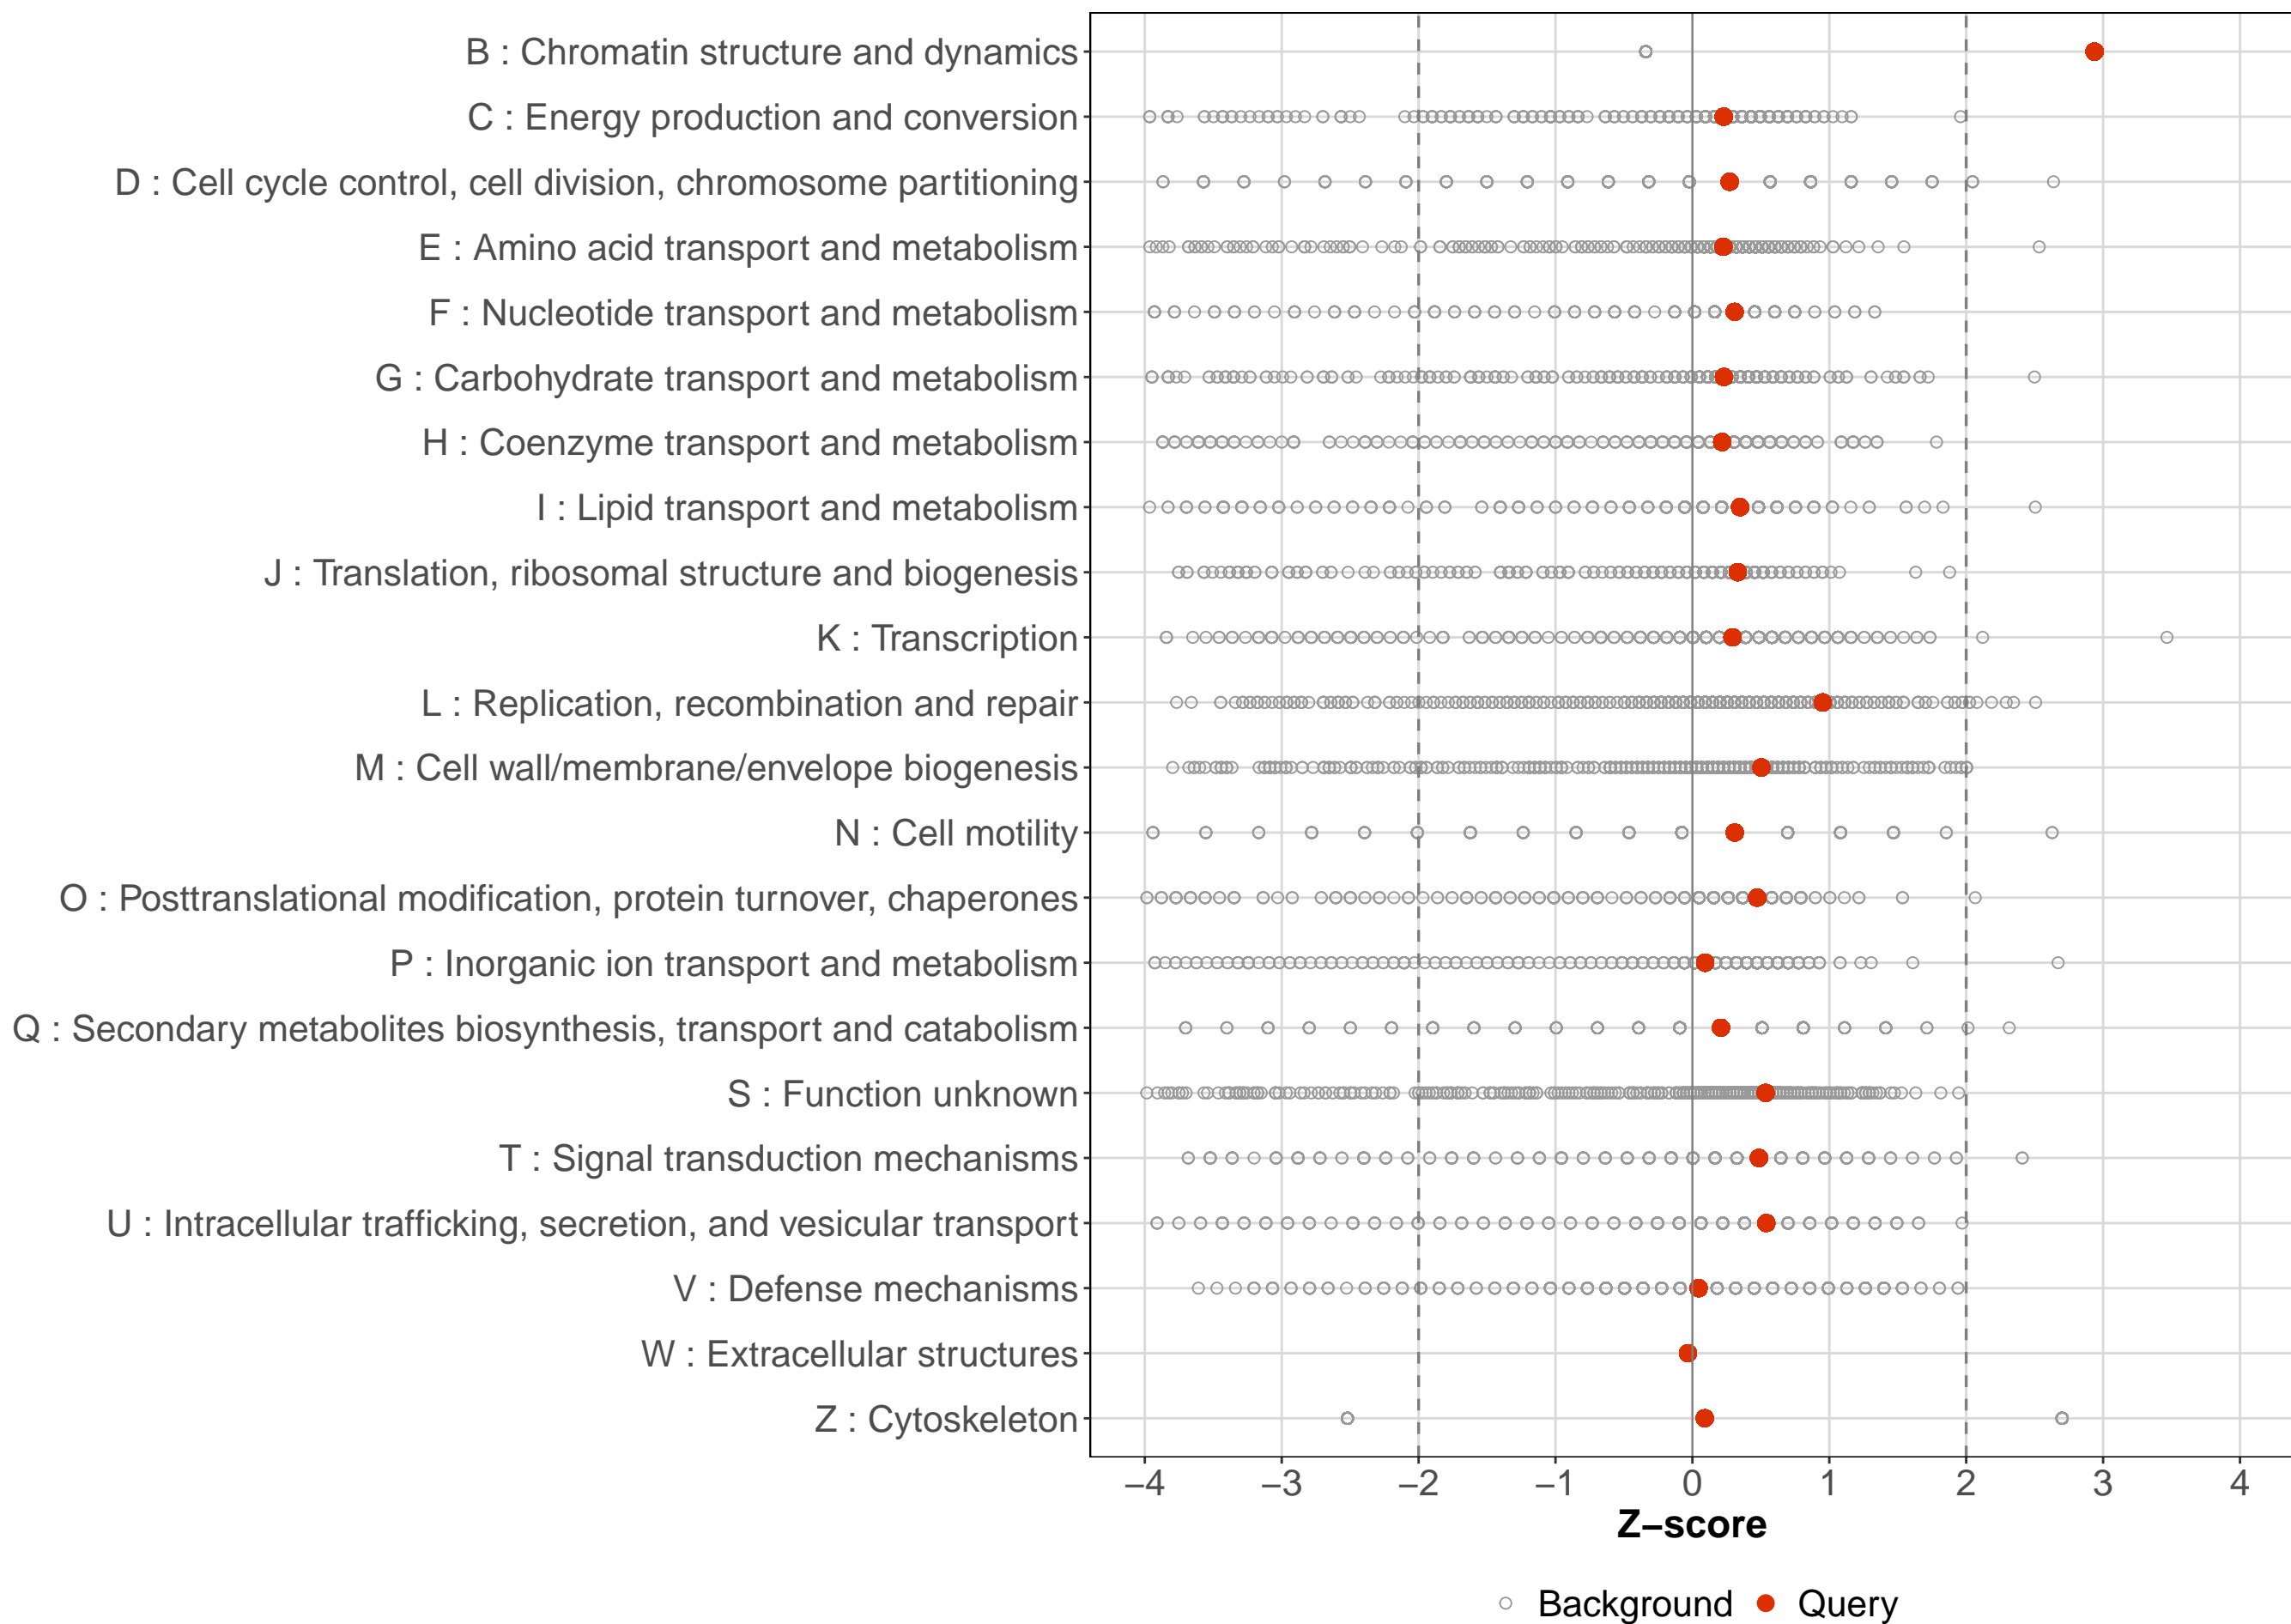 B : Chromatin structure and dynamics
C : Energy production and conversion
D : Cell cycle control, cell division, chromosome partitioning
E : Amino acid transport and metabolism
F : Nucleotide transport and metabolism
G : Carbohydrate transport and metabolism
H : Coenzyme transport and metabolism
I : Lipid transport and metabolism
J : Translation, ribosomal structure and biogenesis
K : Transcription
L : Replication, recombination and repair
M : Cell wall/membrane/envelope biogenesis
N : Cell motility
O : Posttranslational modification, protein turnover, chaperones
P : Inorganic ion transport and metabolism
Q : Secondary metabolites biosynthesis, transport and catabolism
S : Function unknown
T : Signal transduction mechanisms
U : Intracellular trafficking, secretion, and vesicular transport
V : Defense mechanisms
W : Extracellular structures
Z : Cytoskeleton
−4 −3 −2 −1 0 1 2 3 4
Z−score
Background Query